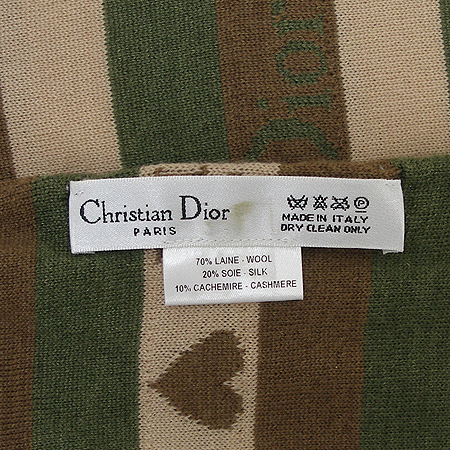 Dior
Christian Dior
PARIS
MADE IN ITALY
DRY CLEAN ONLY
70% LAINE - WOOL
20% SOIE - SILK
10% CACHEMIRE - CASHMERE